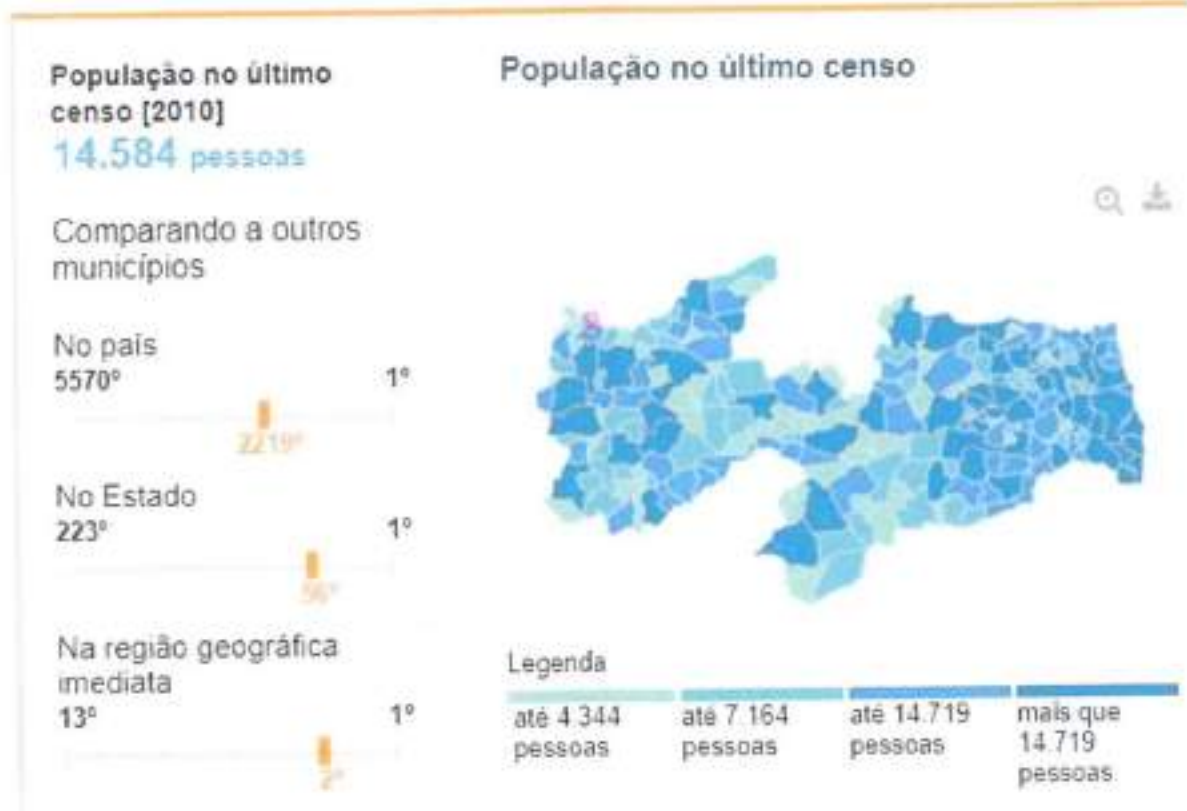 População no último
censo [2010]
14.584 pessoas
Comparando a outros
municípios
No país
5570º 1º
2219º
No Estado
223º 1º
56º
Na região geográfica
imediata
13º 1º
2º
População no último censo
Legenda
até 4.344
pessoas
até 7.164
pessoas
até 14.719
pessoas
mais que
14.719
pessoas